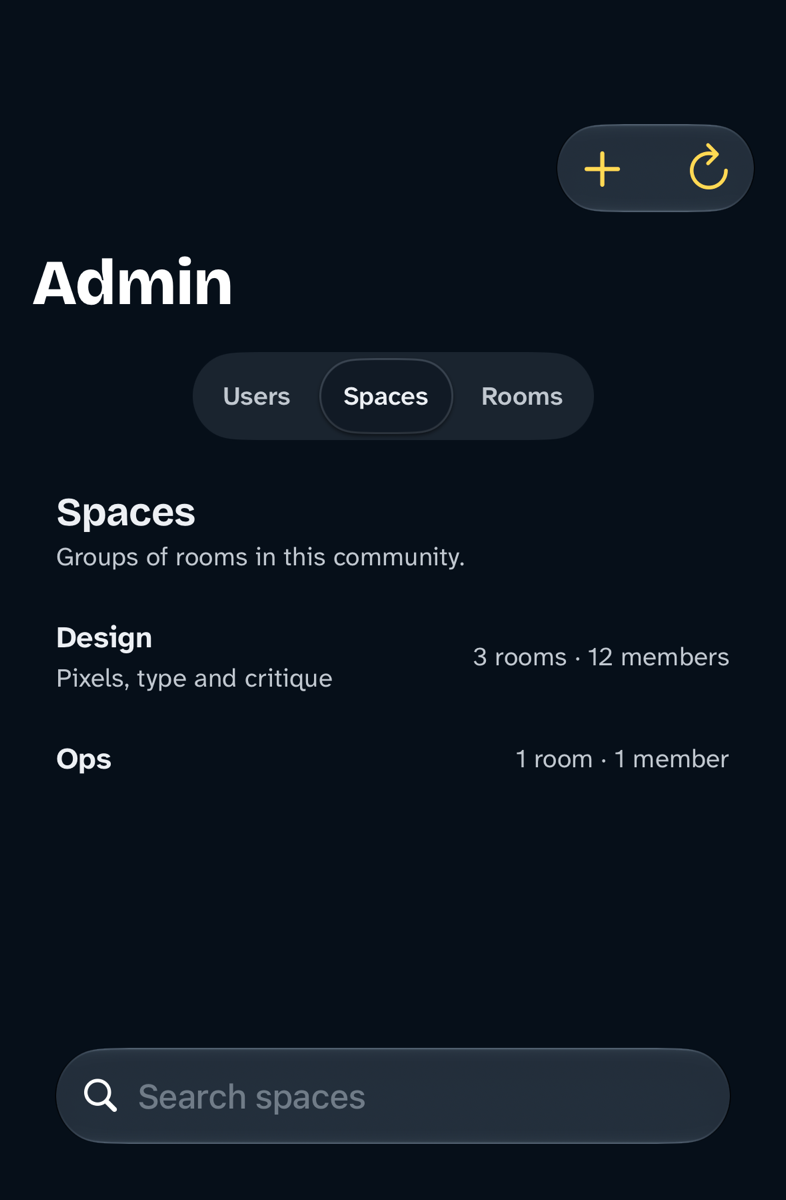 Admin
Users Spaces Rooms
Spaces
Groups of rooms in this community.
Design
Pixels, type and critique
3 rooms · 12 members
Ops
1 room · 1 member
Search spaces